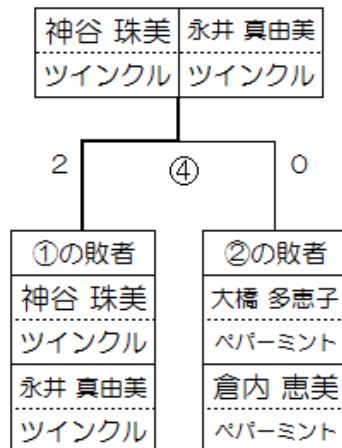 神谷 珠美 永井 真由美
ツインクル ツインクル
2 ④ 0
①の敗者 ②の敗者
神谷 珠美 大橋 多恵子
ツインクル ペパーミント
永井 真由美 倉内 恵美
ツインクル ペパーミント